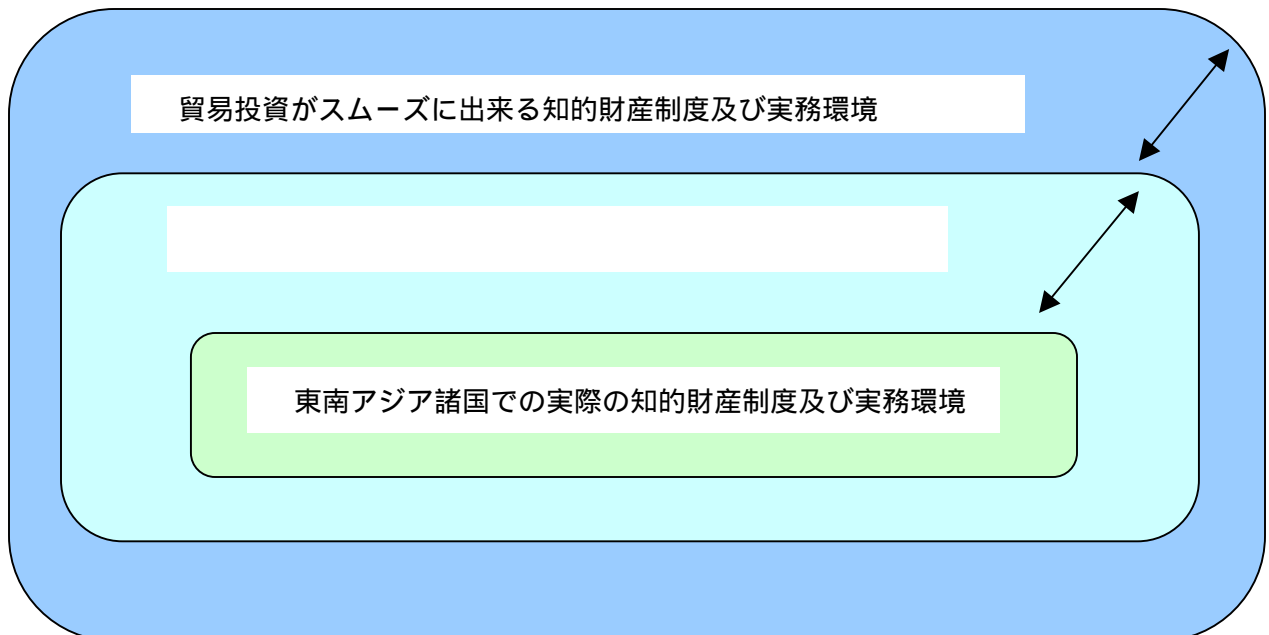 貿易投資がスムーズに出来る知的財産制度及び実務環境
東南アジア諸国での実際の知的財産制度及び実務環境